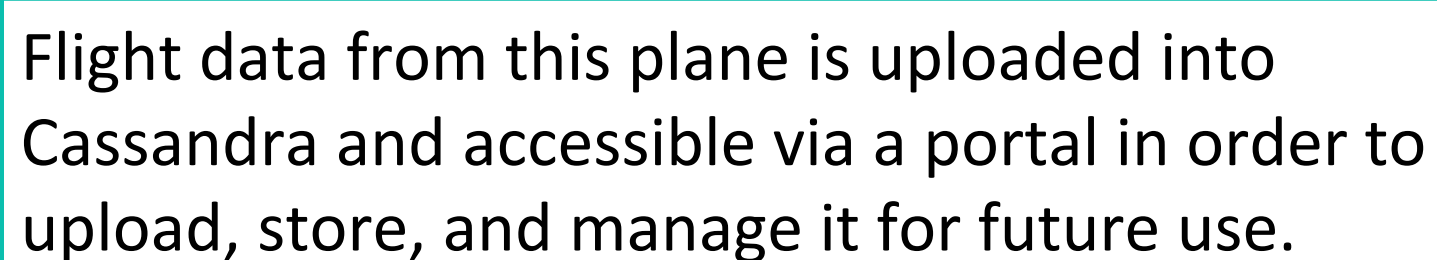 Flight data from this plane is uploaded into
Cassandra and accessible via a portal in order to
upload, store, and manage it for future use.